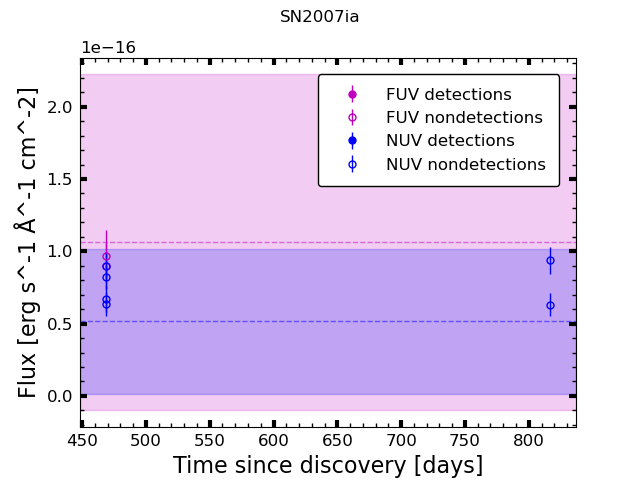 SN2007ia
1e−16
FUV detections
FUV nondetections
NUV detections
NUV nondetections
2.0
1.5
1.0
0.5
0.0
Flux [erg s^-1 Å^-1 cm^-2]
450 500 550 600 650 700 750 800
Time since discovery [days]